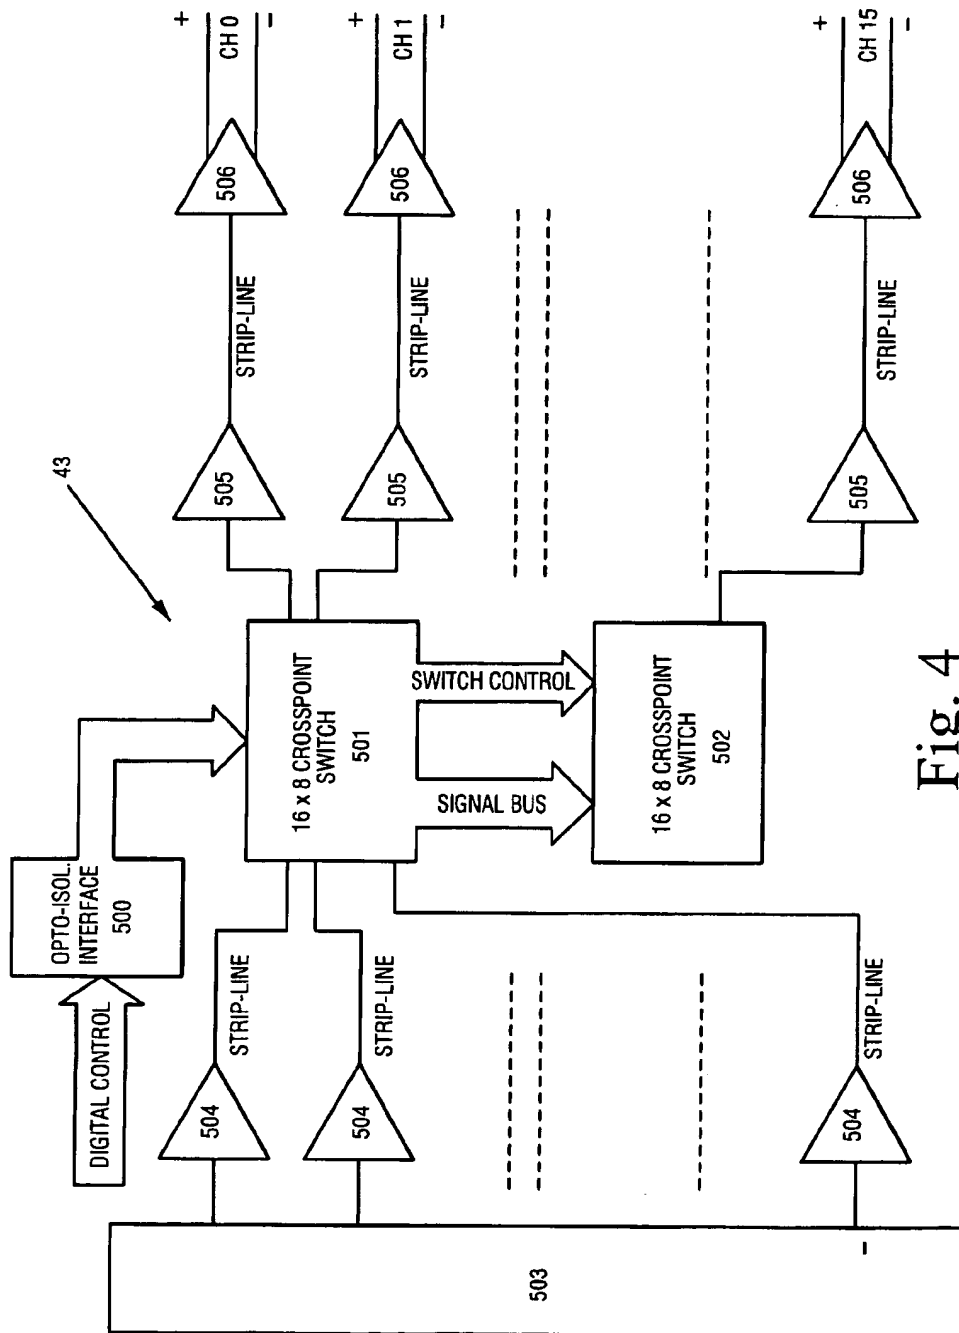 43
+
CH 0
-
506
STRIP-LINE
505
+
CH 1
-
506
STRIP-LINE
505
+
CH 15
-
506
STRIP-LINE
505
DIGITAL CONTROL
OPTO-ISOL.
INTERFACE
500
16 x 8 CROSSPOINT
SWITCH
501
SWITCH CONTROL
SIGNAL BUS
16 x 8 CROSSPOINT
SWITCH
502
STRIP-LINE
504
STRIP-LINE
504
STRIP-LINE
504
-
503
Fig. 4